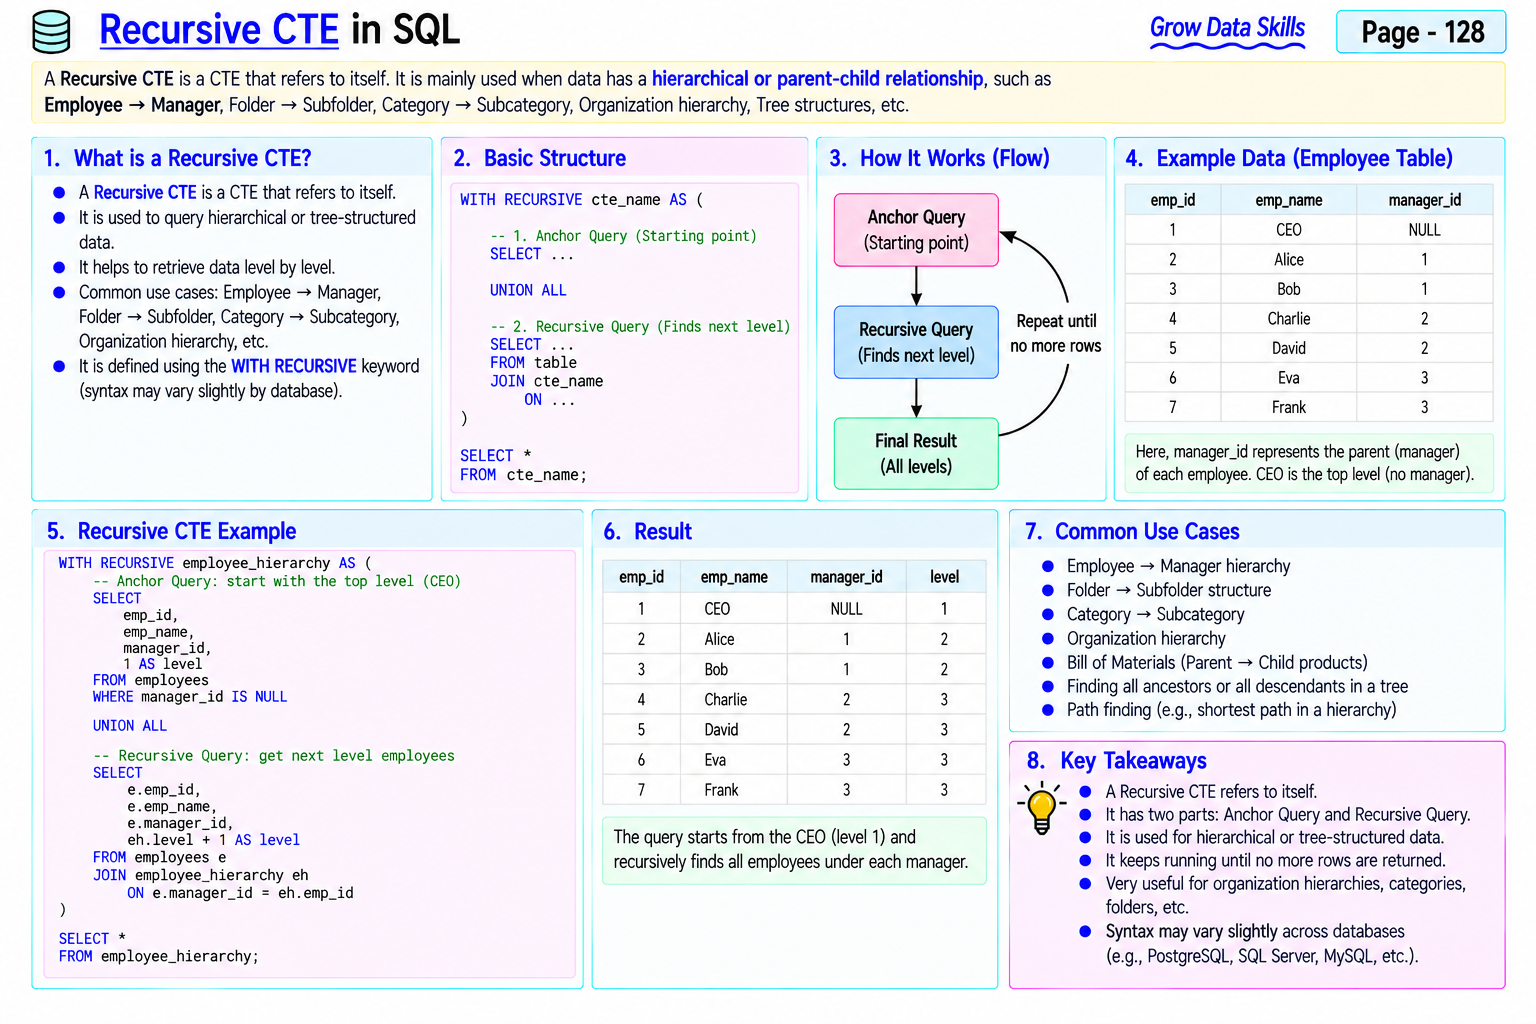 Recursive CTE in SQL
Grow Data Skills
Page - 128
A Recursive CTE is a CTE that refers to itself. It is mainly used when data has a hierarchical or parent-child relationship, such as
Employee → Manager, Folder → Subfolder, Category → Subcategory, Organization hierarchy, Tree structures, etc.
1. What is a Recursive CTE?
● A Recursive CTE is a CTE that refers to itself.
● It is used to query hierarchical or tree-structured
data.
● It helps to retrieve data level by level.
● Common use cases: Employee → Manager,
Folder → Subfolder, Category → Subcategory,
Organization hierarchy, etc.
● It is defined using the WITH RECURSIVE keyword
(syntax may vary slightly by database).
2. Basic Structure
WITH RECURSIVE cte_name AS (
-- 1. Anchor Query (Starting point)
SELECT ...
UNION ALL
-- 2. Recursive Query (Finds next level)
SELECT ...
FROM table
JOIN cte_name
ON ...
)
SELECT *
FROM cte_name;
3. How It Works (Flow)
Anchor Query
(Starting point)
Recursive Query
(Finds next level)
Repeat until
no more rows
Final Result
(All levels)
4. Example Data (Employee Table)
emp_id emp_name manager_id
1 CEO NULL
2 Alice 1
3 Bob 1
4 Charlie 2
5 David 2
6 Eva 3
7 Frank 3
Here, manager_id represents the parent (manager)
of each employee. CEO is the top level (no manager).
5. Recursive CTE Example
WITH RECURSIVE employee_hierarchy AS (
-- Anchor Query: start with the top level (CEO)
SELECT
emp_id,
emp_name,
manager_id,
1 AS level
FROM employees
WHERE manager_id IS NULL
UNION ALL
-- Recursive Query: get next level employees
SELECT
e.emp_id,
e.emp_name,
e.manager_id,
eh.level + 1 AS level
FROM employees e
JOIN employee_hierarchy eh
ON e.manager_id = eh.emp_id
)
SELECT *
FROM employee_hierarchy;
6. Result
emp_id emp_name manager_id level
1 CEO NULL 1
2 Alice 1 2
3 Bob 1 2
4 Charlie 2 3
5 David 2 3
6 Eva 3 3
7 Frank 3 3
The query starts from the CEO (level 1) and
recursively finds all employees under each manager.
7. Common Use Cases
● Employee → Manager hierarchy
● Folder → Subfolder structure
● Category → Subcategory
● Organization hierarchy
● Bill of Materials (Parent → Child products)
● Finding all ancestors or all descendants in a tree
● Path finding (e.g., shortest path in a hierarchy)
8. Key Takeaways
● A Recursive CTE refers to itself.
● It has two parts: Anchor Query and Recursive Query.
● It is used for hierarchical or tree-structured data.
● It keeps running until no more rows are returned.
● Very useful for organization hierarchies, categories,
folders, etc.
● Syntax may vary slightly across databases
(e.g., PostgreSQL, SQL Server, MySQL, etc.).